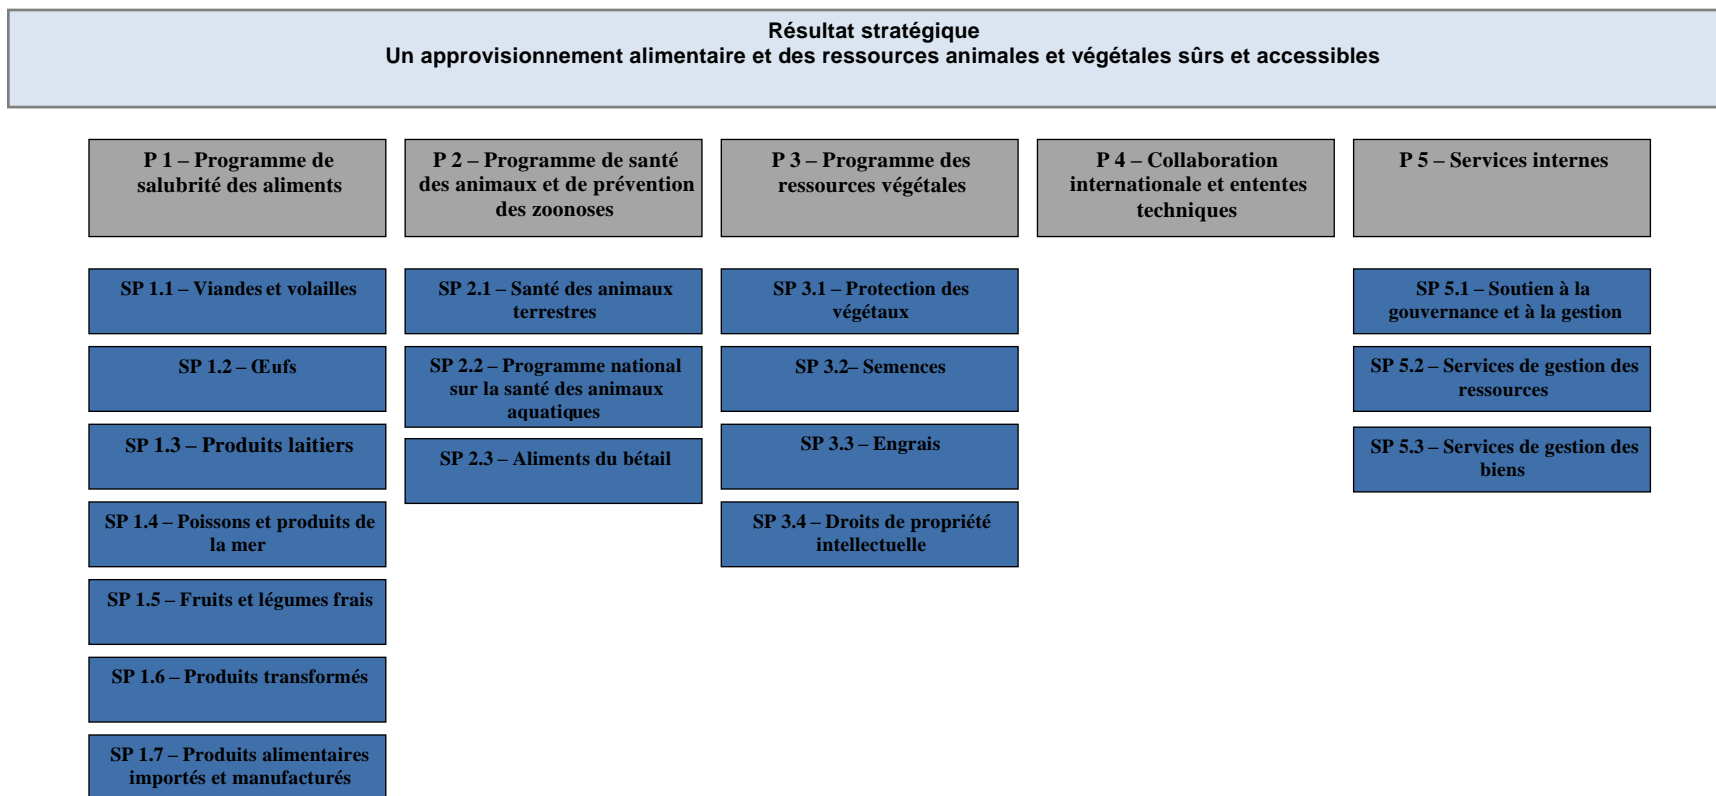 Résultat stratégique
Un approvisionnement alimentaire et des ressources animales et végétales sûrs et accessibles
P 1 – Programme de
salubrité des aliments
P 2 – Programme de santé
des animaux et de prévention
des zoonoses
P 3 – Programme des
ressources végétales
P 4 – Collaboration
internationale et ententes
techniques
P 5 – Services internes
SP 1.1 – Viandes et volailles
SP 1.2 – Œufs
SP 1.3 – Produits laitiers
SP 1.4 – Poissons et produits de
la mer
SP 1.5 – Fruits et légumes frais
SP 1.6 – Produits transformés
SP 1.7 – Produits alimentaires
importés et manufacturés
SP 2.1 – Santé des animaux
terrestres
SP 2.2 – Programme national
sur la santé des animaux
aquatiques
SP 2.3 – Aliments du bétail
SP 3.1 – Protection des
végétaux
SP 3.2– Semences
SP 3.3 – Engrais
SP 3.4 – Droits de propriété
intellectuelle
SP 5.1 – Soutien à la
gouvernance et à la gestion
SP 5.2 – Services de gestion des
ressources
SP 5.3 – Services de gestion des
biens